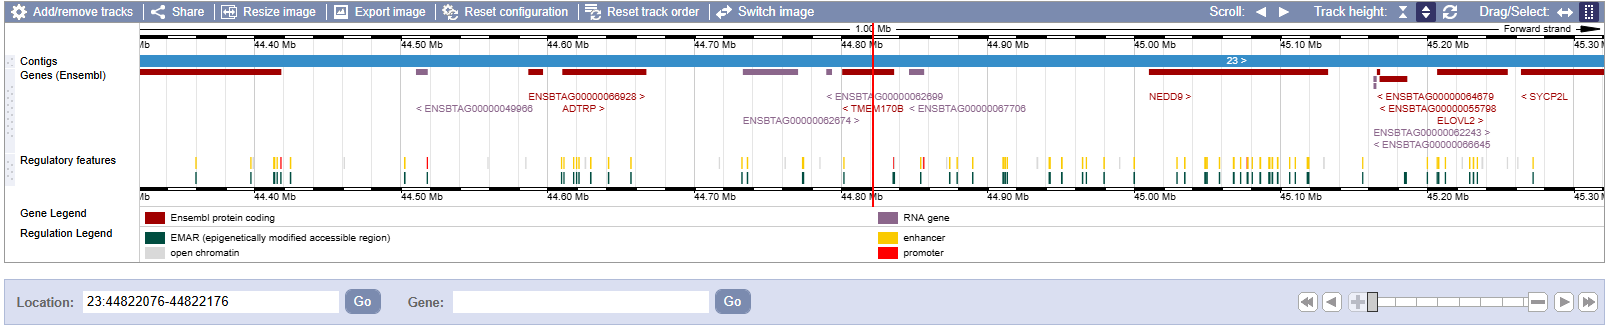 Add/remove tracks Share Resize image Export image Reset configuration Reset track order Switch image Scroll: Track height: Drag/Select:
1.00 Mb Forward strand
Mb 44.40 Mb 44.50 Mb 44.60 Mb 44.70 Mb 44.80 Mb 44.90 Mb 45.00 Mb 45.10 Mb 45.20 Mb 45.30 M
Contigs 23 >
Genes (Ensembl)
ENSBTAG00000066928 > < ENSBTAG00000062699 NEDD9 > < ENSBTAG00000064679 < SYCP2L
< ENSBTAG00000049966 ADTRP > < TMEM170B < ENSBTAG00000067706 < ENSBTAG00000055798
ENSBTAG00000062674 > ELOVL2 >
ENSBTAG00000062243 >
< ENSBTAG00000066645
Regulatory features
Mb 44.40 Mb 44.50 Mb 44.60 Mb 44.70 Mb 44.80 Mb 44.90 Mb 45.00 Mb 45.10 Mb 45.20 Mb 45.30 M
Gene Legend Ensembl protein coding RNA gene
Regulation Legend EMAR (epigenetically modified accessible region) enhancer
open chromatin promoter
Location: 23:44822076-44822176 Go Gene: Go